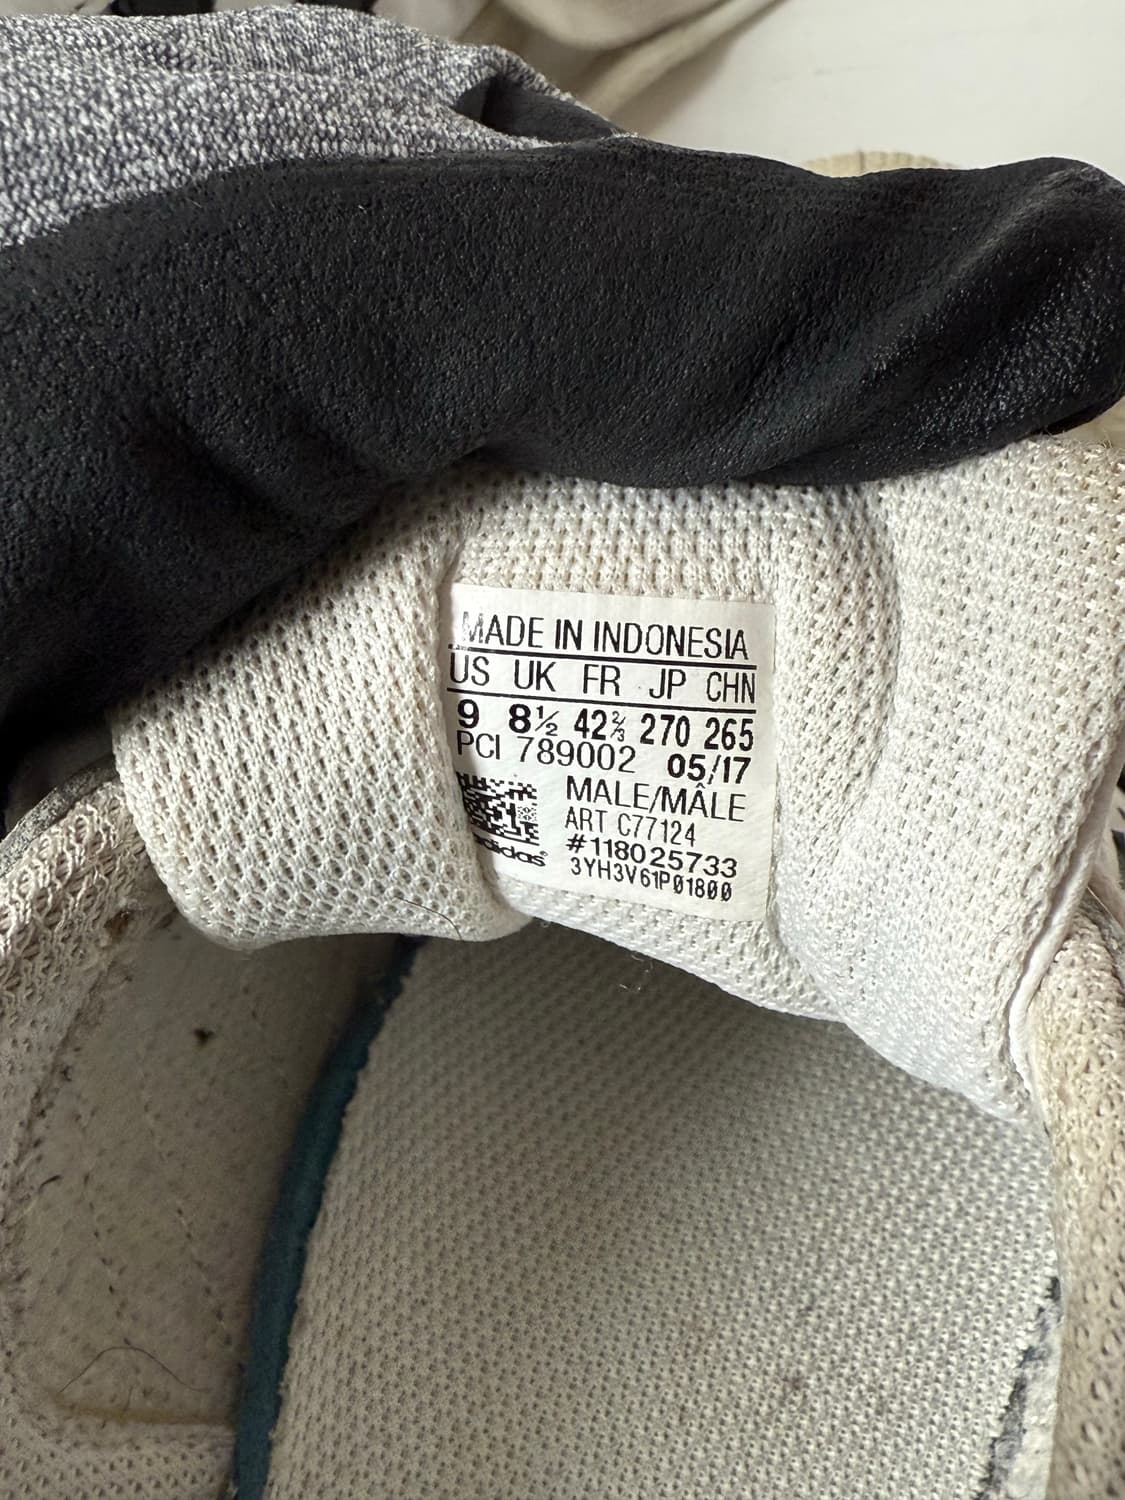 MADE IN INDONESIA
US UK FR JP CHN
9 8½ 42⅔ 270 265
PCI 789002 05/17
MALE/MÂLE
ART C77124
#118025733
3YH3V61P01800
adidas®